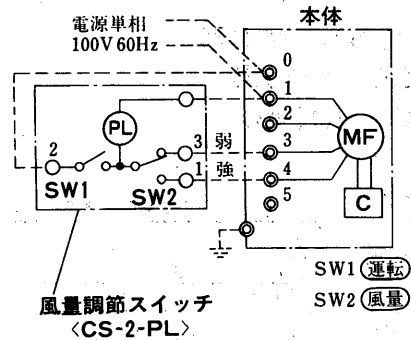 電源単相
100V 60Hz
本体
0
1
2
3
4
5
MF
C
PL
2
SW1
SW2
3 弱
1 強
SW1 運転
SW2 風量
風量調節スイッチ
〈CS-2-PL〉